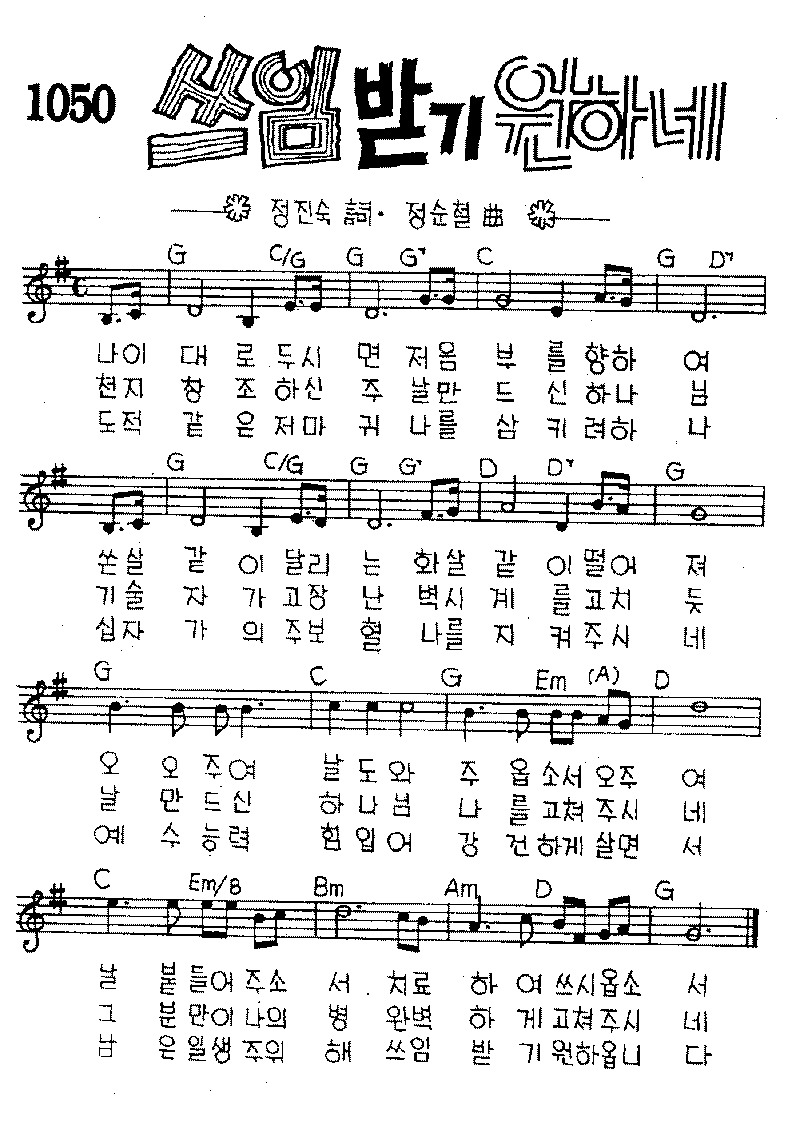 1050 쓰임 받기 원하네
정진숙 詞· 정순철 曲
G C/G G G7 C G D7
나이 대 로 두시 면 저음 부 를 향하 여
천지 창 조 하신 주 날만 드 신 하나 님
도적 같 은 저마 귀 나를 삼 키 려하 나
G C/G G G7 D D7 G
쏜살 같 이 달리 는 화살 같 이 떨어 져
기술 자 가 고장 난 벽시 계 를 고치 듯
십자 가 의 주보 혈 나를 지 켜주시 네
G C G Em (A) D
오 오 주여 날 도 와 주 옵소서 오주 여
날 만 드신 하나님 나 를고쳐 주시 네
예 수 능력 힘입어 강 건하게 살면 서
C Em/B Bm Am D G
날 붙들어 주소 서 치료 하 여 쓰시옵소 서
그 분만이 나의 병 완벽 하 게 고쳐주시 네
남 은일생 주위 해 쓰임 받 기 원하옵니 다